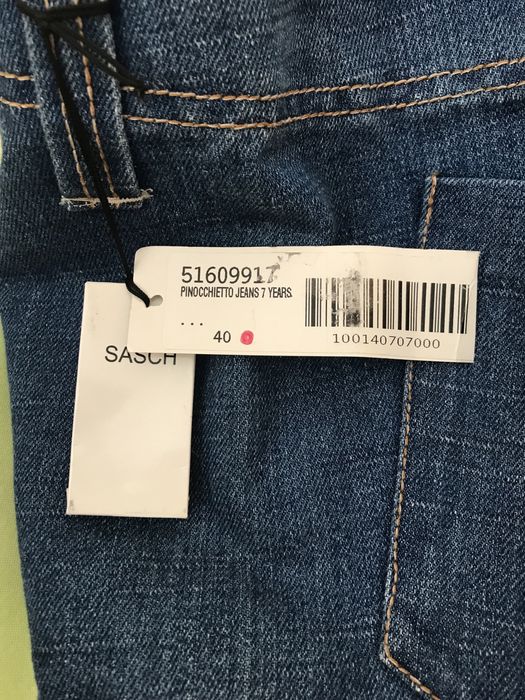 51609917
PINOCCHIETTO JEANS 7 YEARS
...
40
100140707000
SASCH